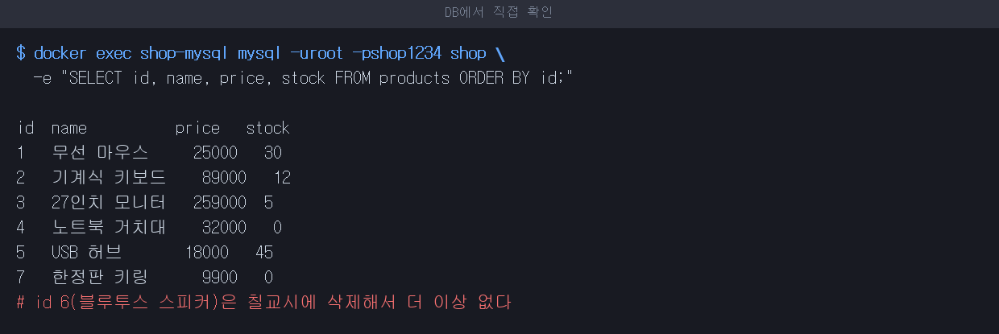 DB에서 직접 확인
$ docker exec shop-mysql mysql -uroot -pshop1234 shop \
-e "SELECT id, name, price, stock FROM products ORDER BY id;"
id name price stock
1 무선 마우스 25000 30
2 기계식 키보드 89000 12
3 27인치 모니터 259000 5
4 노트북 거치대 32000 0
5 USB 허브 18000 45
7 한정판 키링 9900 0
# id 6(블루투스 스피커)은 칠교시에 삭제해서 더 이상 없다